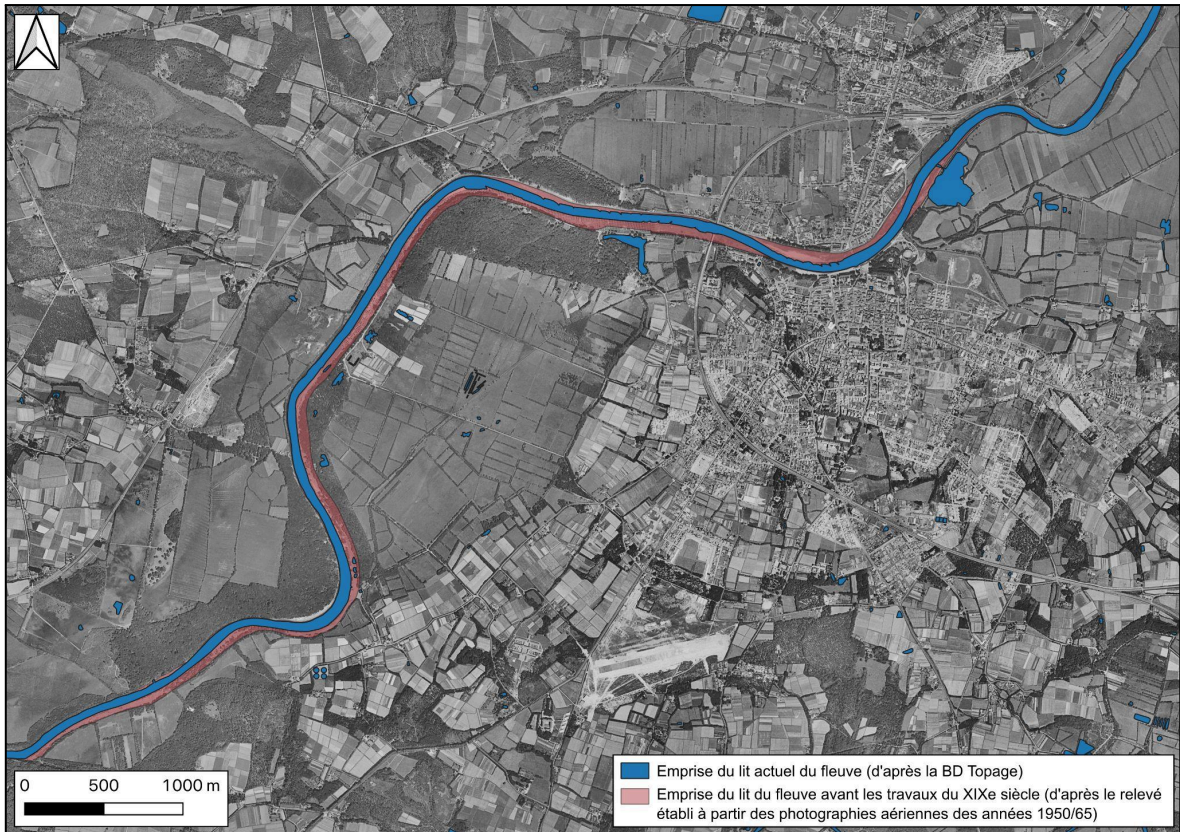 0 500 1000 m
Emprise du lit actuel du fleuve (d'après la BD Topage)
Emprise du lit du fleuve avant les travaux du XIXe siècle (d'après le relevé
établi à partir des photographies aériennes des années 1950/65)